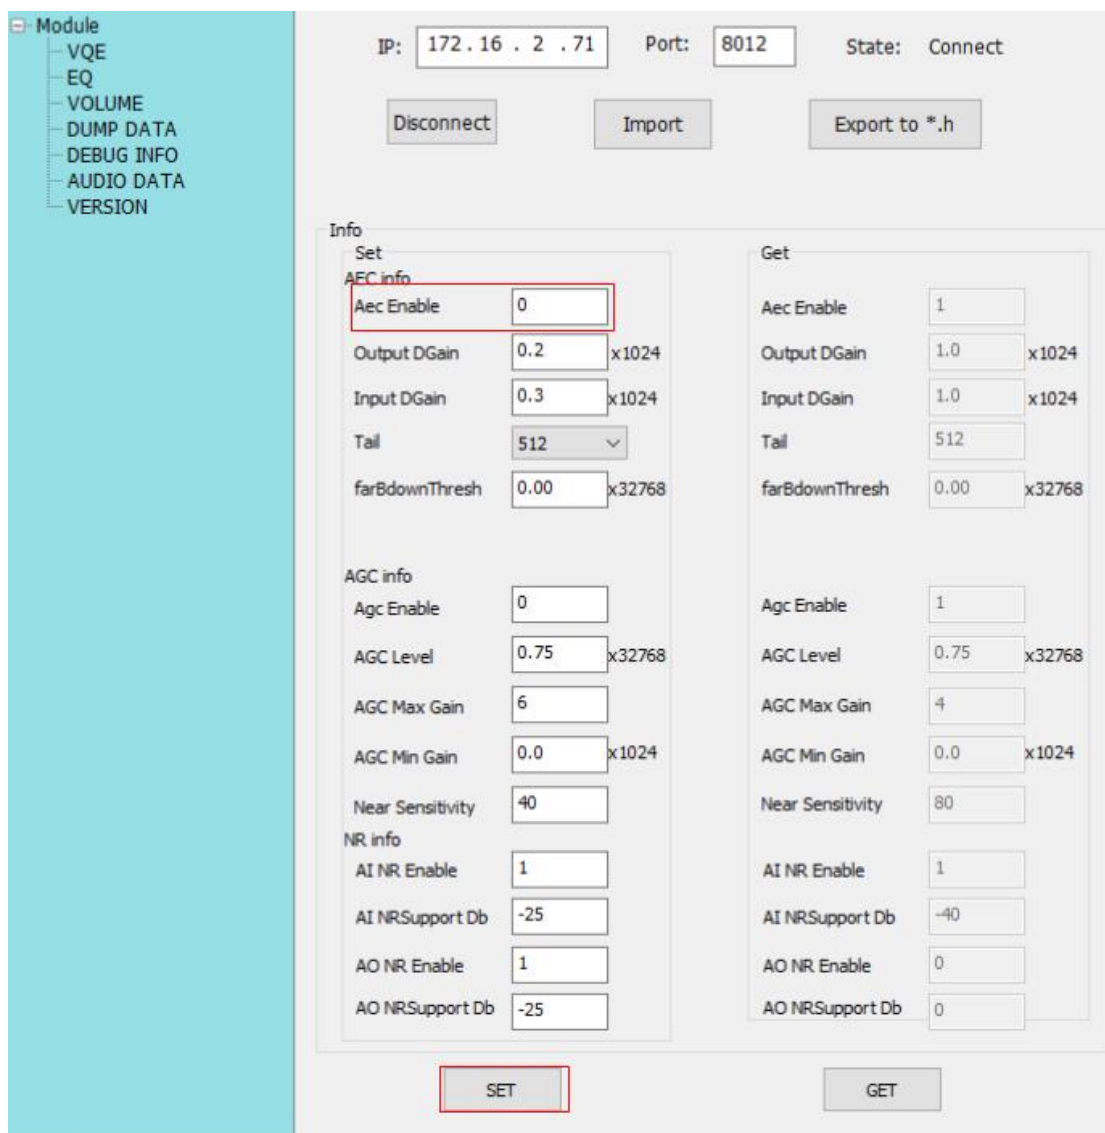 Module
VQE
EQ
VOLUME
DUMP DATA
DEBUG INFO
AUDIO DATA
VERSION
IP: 172.16 . 2 .71 Port: 8012 State: Connect
Disconnect Import Export to *.h
Info
Set Get
AEC info
Aec Enable 0 Aec Enable 1
Output DGain 0.2 x1024 Output DGain 1.0 x1024
Input DGain 0.3 x1024 Input DGain 1.0 x1024
Tail 512 Tail 512
farBdownThresh 0.00 x32768 farBdownThresh 0.00 x32768
AGC info
Agc Enable 0 Agc Enable 1
AGC Level 0.75 x32768 AGC Level 0.75 x32768
AGC Max Gain 6 AGC Max Gain 4
AGC Min Gain 0.0 x1024 AGC Min Gain 0.0 x1024
Near Sensitivity 40 Near Sensitivity 80
NR info
AI NR Enable 1 AI NR Enable 1
AI NRSupport Db -25 AI NRSupport Db -40
AO NR Enable 1 AO NR Enable 0
AO NRSupport Db -25 AO NRSupport Db 0
SET GET